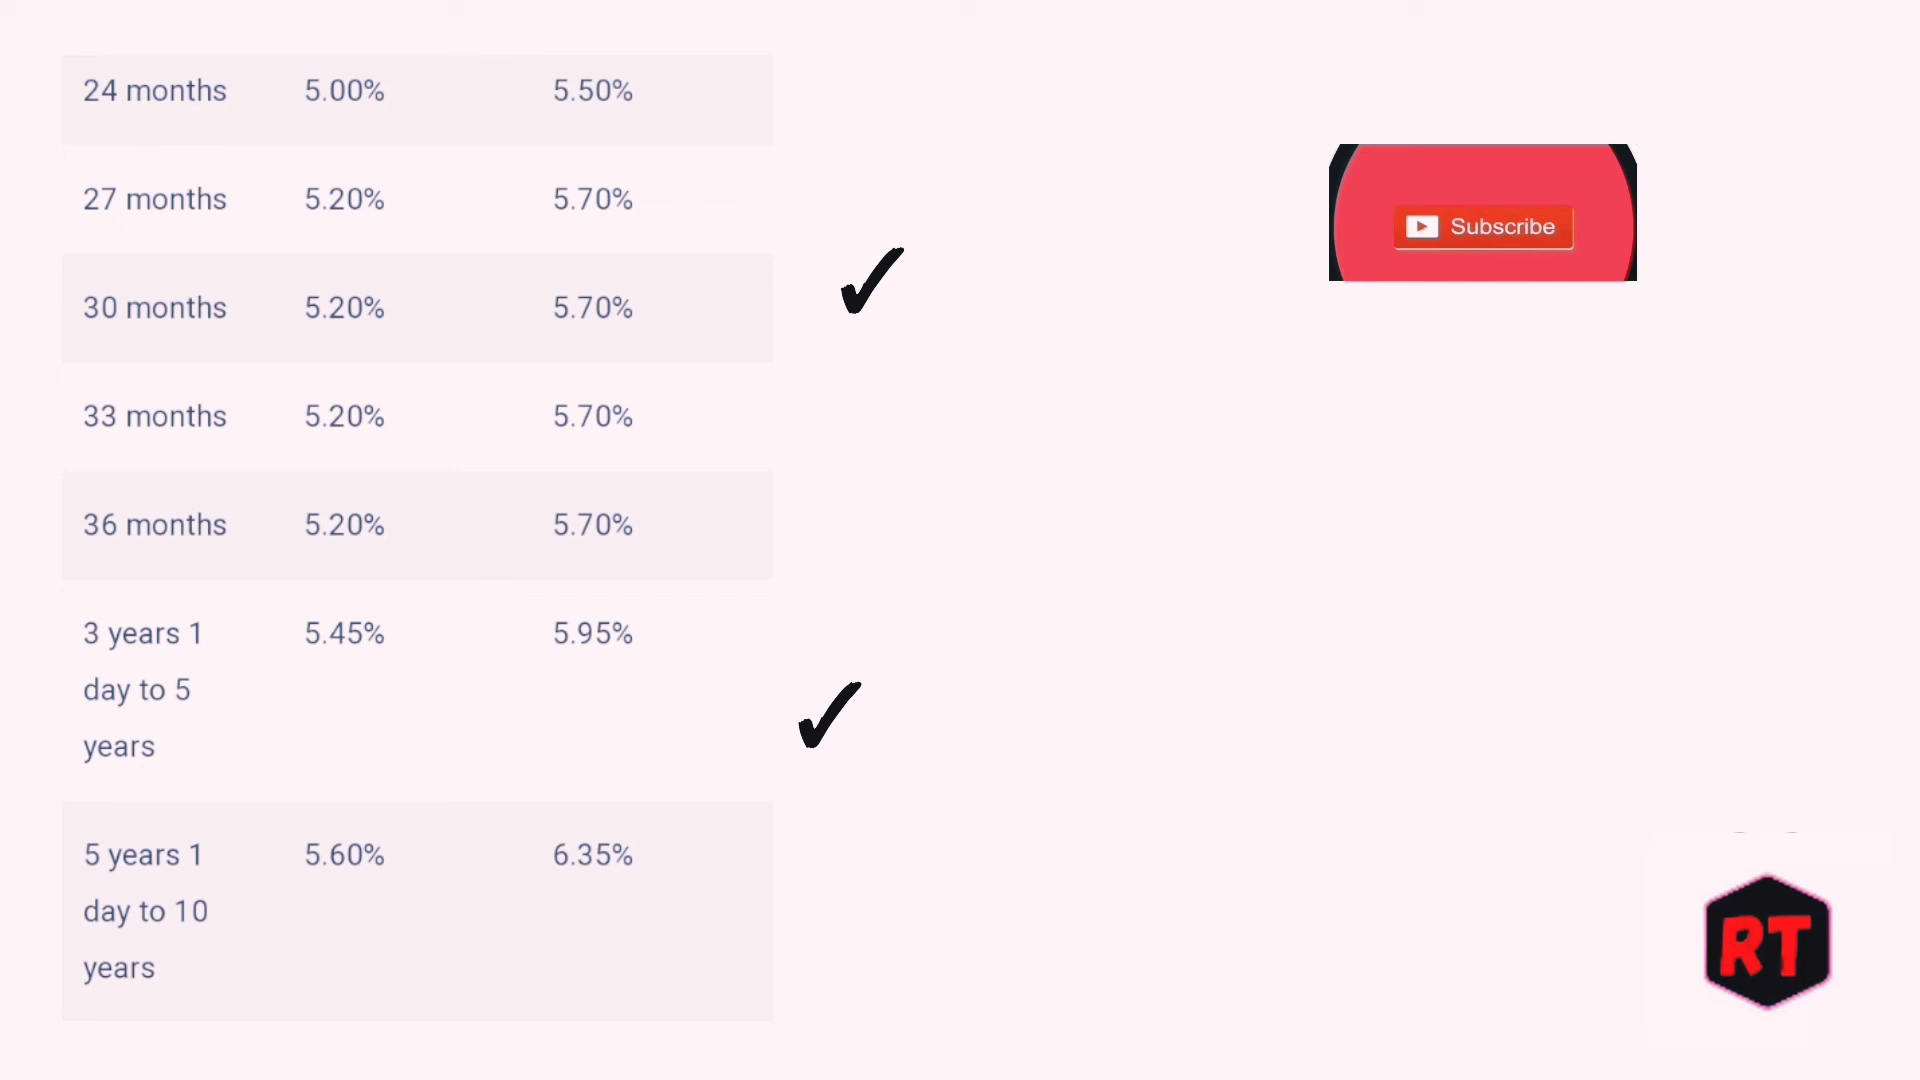 24 months 5.00% 5.50%
27 months 5.20% 5.70%
Subscribe
30 months 5.20% 5.70%
33 months 5.20% 5.70%
36 months 5.20% 5.70%
3 years 1 5.45% 5.95%
day to 5
years
5 years 1 5.60% 6.35%
day to 10
years
RT